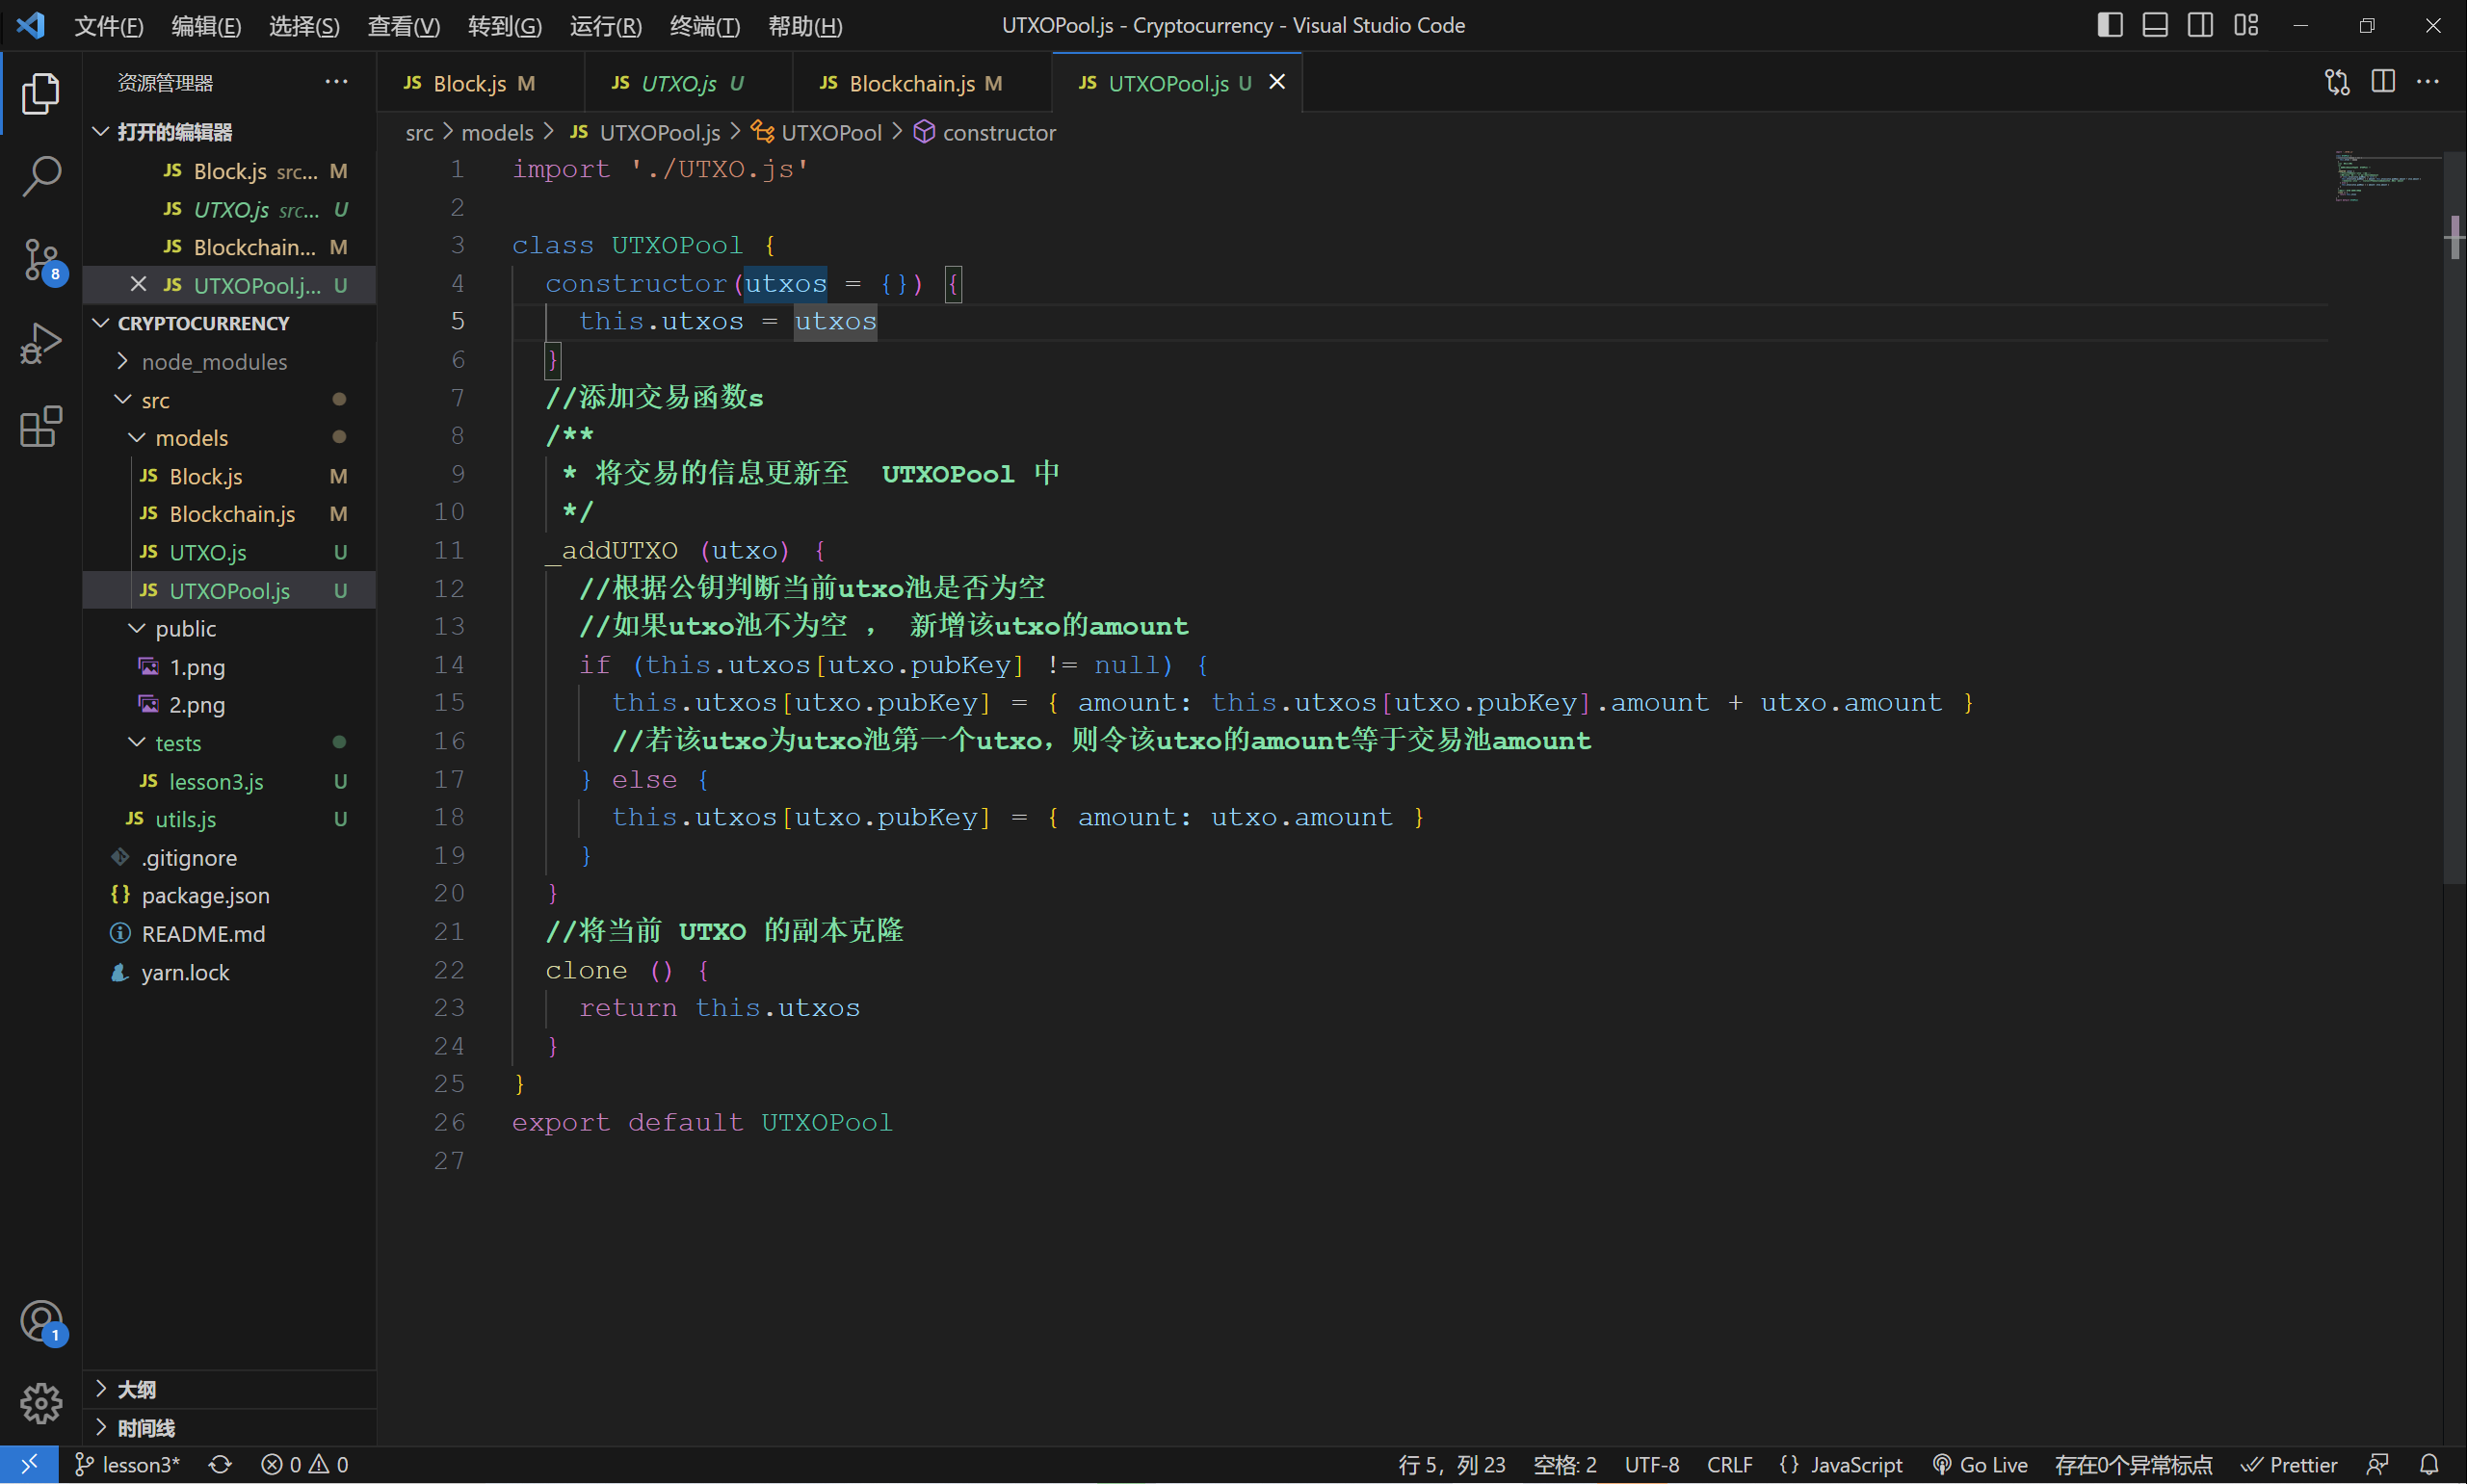 文件(F) 编辑(E) 选择(S) 查看(V) 转到(G) 运行(R) 终端(T) 帮助(H) UTXOPool.js - Cryptocurrency - Visual Studio Code
资源管理器 ···
打开的编辑器
JS Block.js src... M
JS UTXO.js src... U
JS Blockchain... M
JS UTXOPool.j... U
CRYPTOCURRENCY
node_modules
src
models
JS Block.js M
JS Blockchain.js M
JS UTXO.js U
JS UTXOPool.js U
public
1.png
2.png
tests
JS lesson3.js U
JS utils.js U
.gitignore
{} package.json
README.md
yarn.lock
大纲
时间线
8
1
JS Block.js M JS UTXO.js U JS Blockchain.js M JS UTXOPool.js U
src > models > JS UTXOPool.js > UTXOPool > constructor
1 import './UTXO.js'
2
3 class UTXOPool {
4 constructor(utxos = {}) {
5 this.utxos = utxos
6 }
7 //添加交易函数s
8 /**
9 * 将交易的信息更新至  UTXOPool 中
10 */
11 _addUTXO (utxo) {
12 //根据公钥判断当前utxo池是否为空
13 //如果utxo池不为空 ， 新增该utxo的amount
14 if (this.utxos[utxo.pubKey] != null) {
15 this.utxos[utxo.pubKey] = { amount: this.utxos[utxo.pubKey].amount + utxo.amount }
16 //若该utxo为utxo池第一个utxo，则令该utxo的amount等于交易池amount
17 } else {
18 this.utxos[utxo.pubKey] = { amount: utxo.amount }
19 }
20 }
21 //将当前 UTXO 的副本克隆
22 clone () {
23 return this.utxos
24 }
25 }
26 export default UTXOPool
27
lesson3* 0 0 行 5，列 23 空格: 2 UTF-8 CRLF {} JavaScript Go Live 存在0个异常标点 Prettier